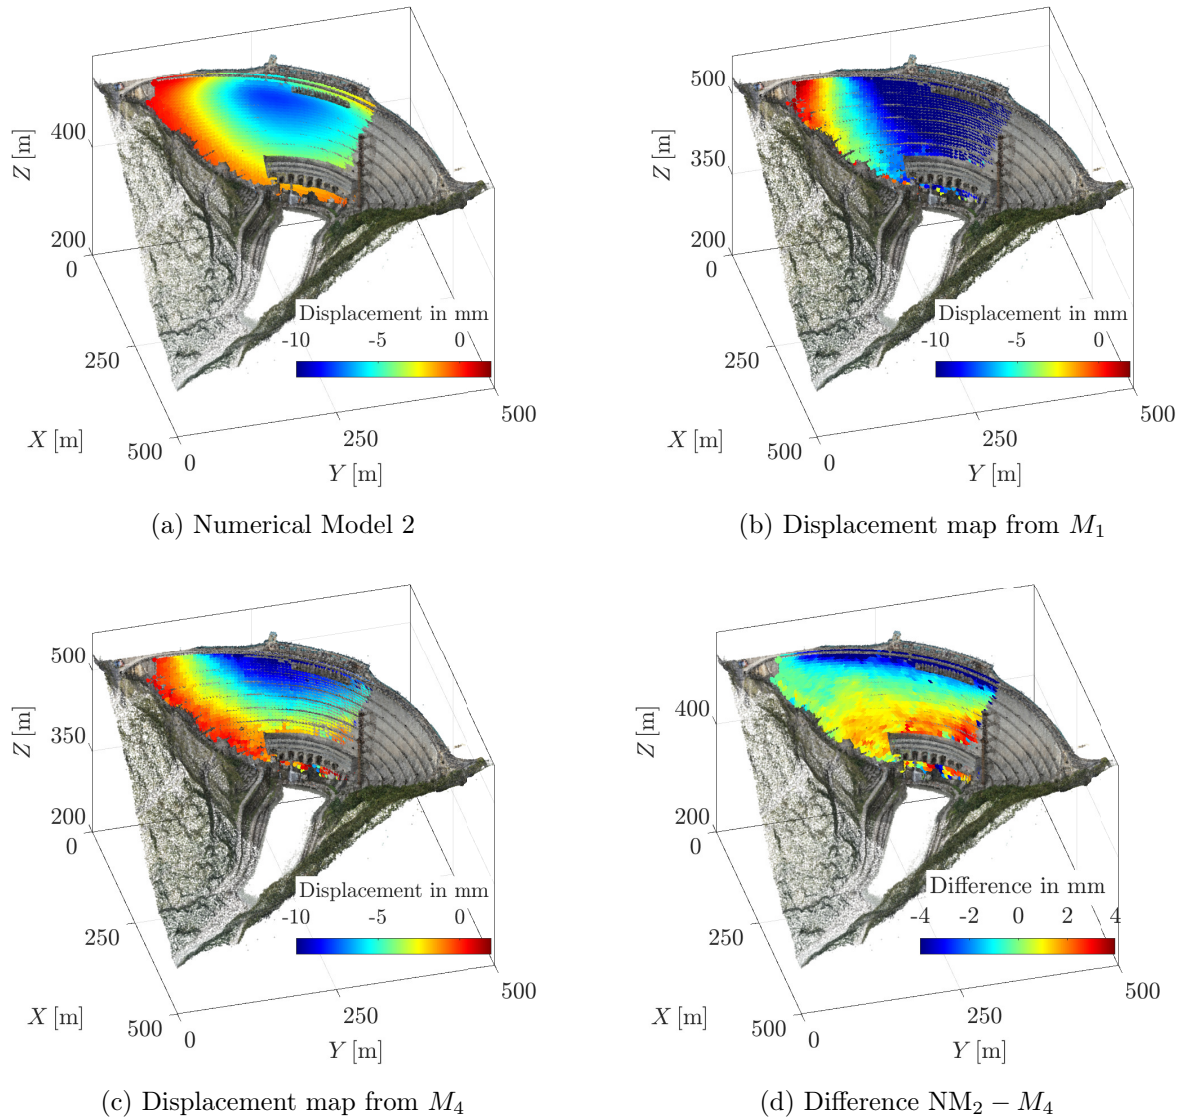 500
Z [m]
400
200
0
250
X [m]
500
0
Y [m]
250
500
Displacement in mm
-10 -5 0
(a) Numerical Model 2
500
Z [m]
500
350
200
0
250
X [m]
500
0
Y [m]
250
500
Displacement in mm
-10 -5 0
(b) Displacement map from M₁
Z [m]
500
350
200
0
250
X [m]
500
0
Y [m]
250
500
Displacement in mm
-10 -5 0
(c) Displacement map from M₄
Z [m]
400
200
0
250
X [m]
500
0
Y [m]
250
500
Difference in mm
-4 -2 0 2 4
(d) Difference NM₂ − M₄